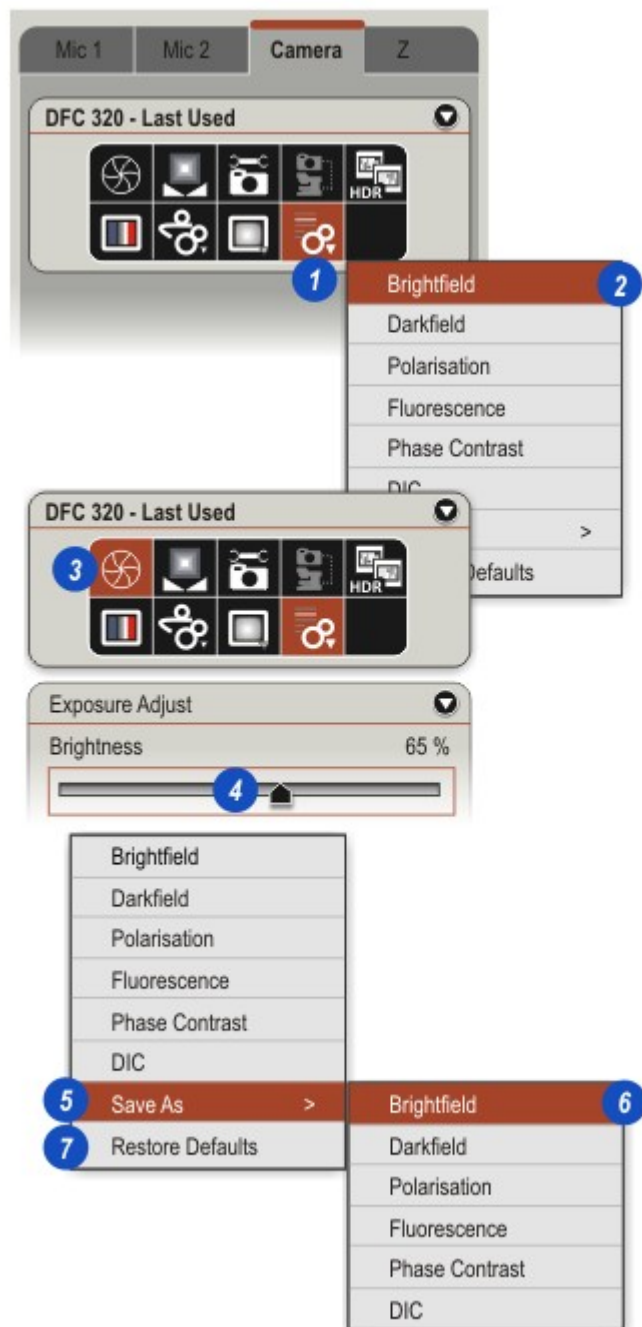 Mic 1 Mic 2 Camera Z
DFC 320 - Last Used
HDR
1
Brightfield 2
Darkfield
Polarisation
Fluorescence
Phase Contrast
DIC
>
Defaults
DFC 320 - Last Used
3
HDR
Exposure Adjust
Brightness 65 %
4
Brightfield
Darkfield
Polarisation
Fluorescence
Phase Contrast
DIC
5 Save As >
7 Restore Defaults
Brightfield 6
Darkfield
Polarisation
Fluorescence
Phase Contrast
DIC